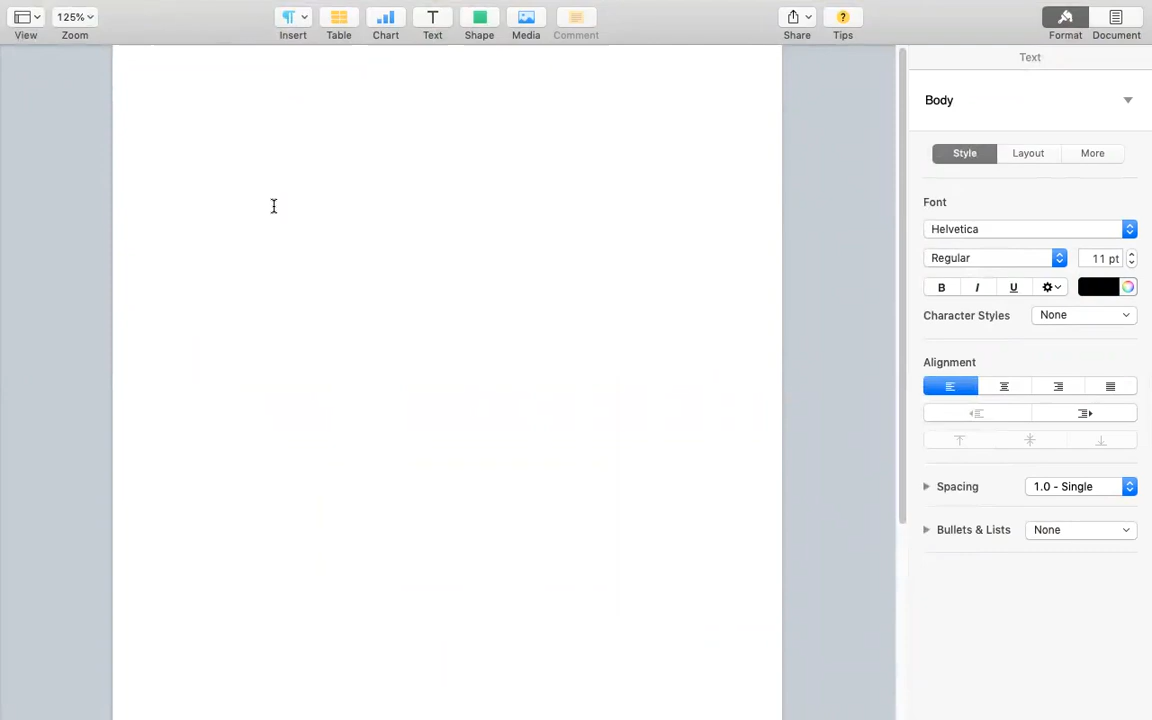 125%
View
Zoom
Insert
Table
Chart
T
Text
Shape
Media
Comment
Share
?
Tips
Format
Document
Text
Body
Style
Layout
More
Font
Helvetica
Regular
11 pt
B
I
U
Character Styles
None
Alignment
Spacing
1.0 - Single
Bullets & Lists
None